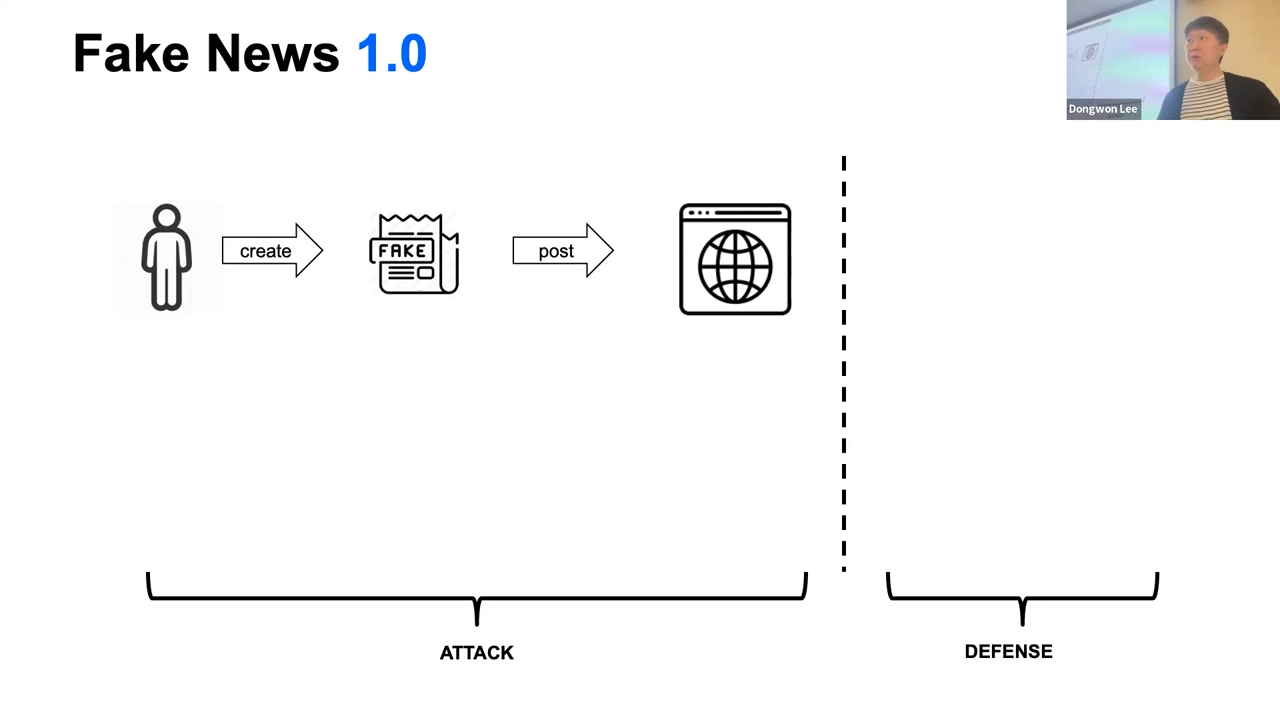 Fake News 1.0
Dongwon Lee
create
FAKE
post
ATTACK
DEFENSE